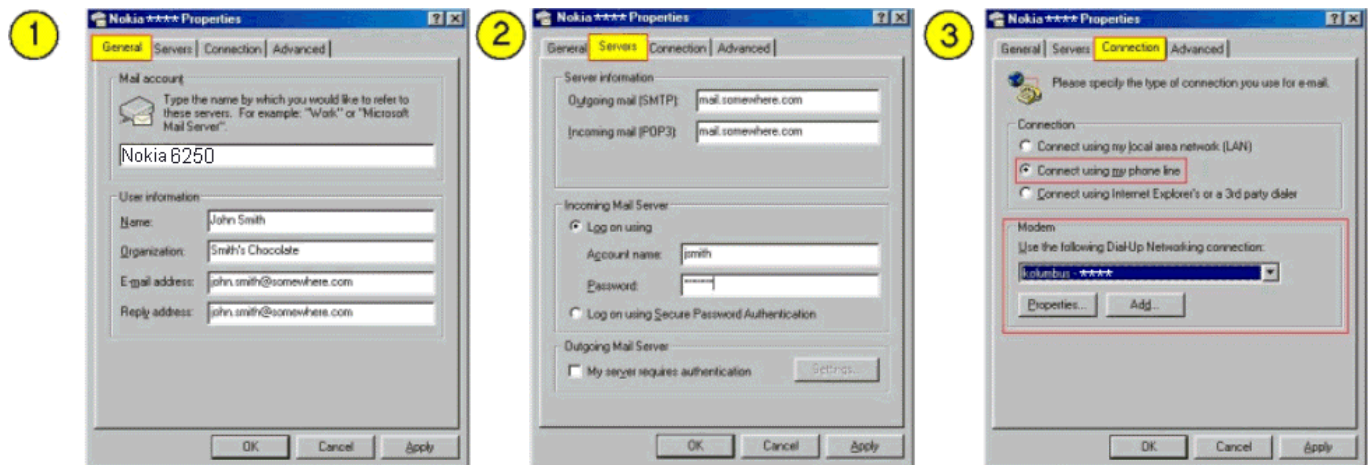 1
Nokia **** Properties
General Servers Connection Advanced
Mail account
Type the name by which you would like to refer to
these servers. For example: "Work" or "Microsoft
Mail Server".
Nokia 6250
User information
Name: John Smith
Organization: Smith's Chocolate
E-mail address: john.smith@somewhere.com
Reply address: john.smith@somewhere.com
OK Cancel Apply
2
Nokia **** Properties
General Servers Connection Advanced
Server information
Outgoing mail (SMTP): mail.somewhere.com
Incoming mail (POP3): mail.somewhere.com
Incoming Mail Server
Log on using
Account name: jsmith
Password:
Log on using Secure Password Authentication
Outgoing Mail Server
My server requires authentication Settings...
OK Cancel Apply
3
Nokia **** Properties
General Servers Connection Advanced
Please specify the type of connection you use for e-mail.
Connection
Connect using my local area network (LAN)
Connect using my phone line
Connect using Internet Explorer's or a 3rd party dialer
Modem
Use the following Dial-Up Networking connection:
kolumbus - ****
Properties... Add...
OK Cancel Apply